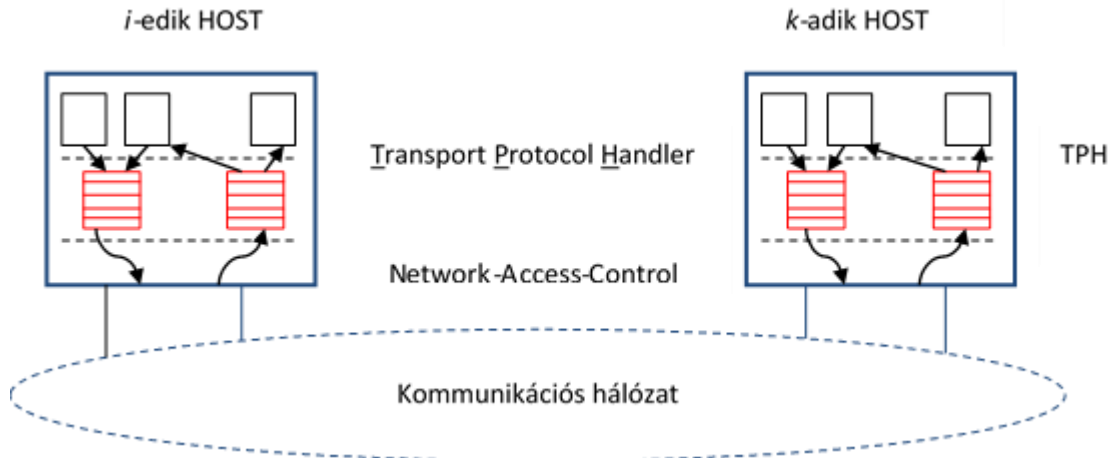 i-edik HOST
k-adik HOST
Transport Protocol Handler
TPH
Network-Access-Control
Kommunikációs hálózat